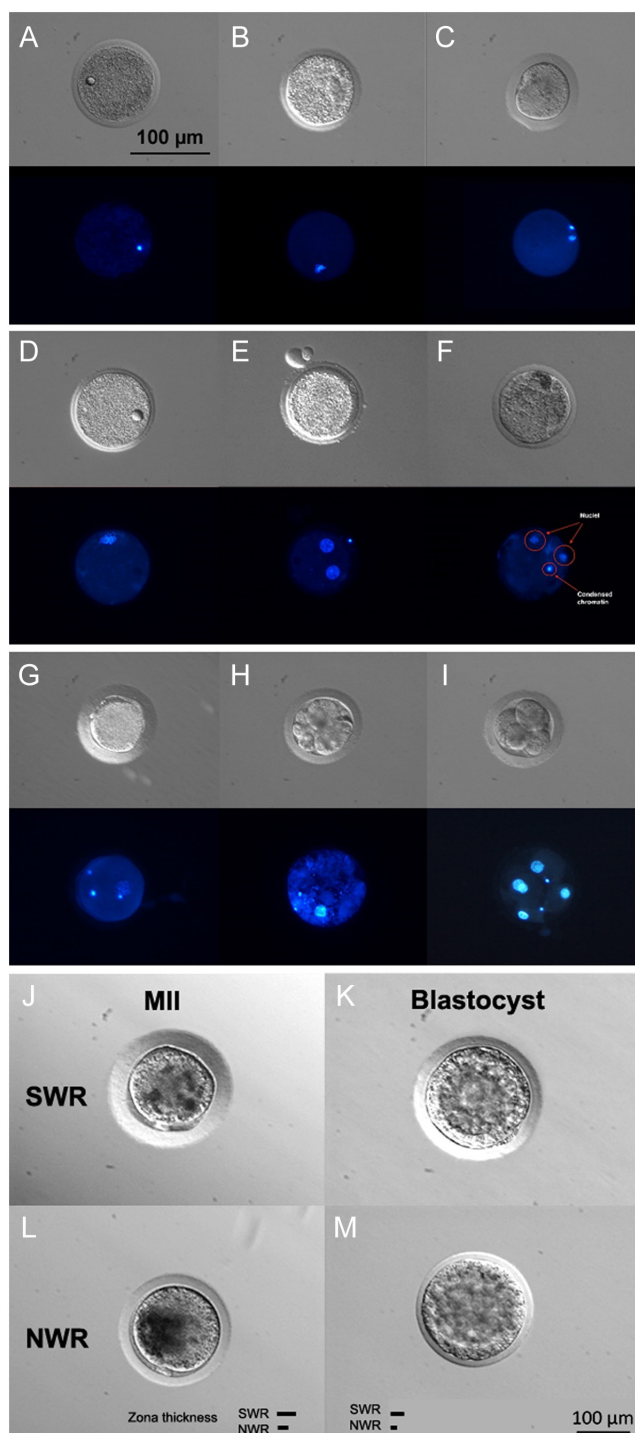 A B C
100 µm
D E F
Nuclei
Condensed
chromatin
G H I
J MII K Blastocyst
SWR
L M
NWR
Zona thickness SWR SWR 100 µm
NWR NWR